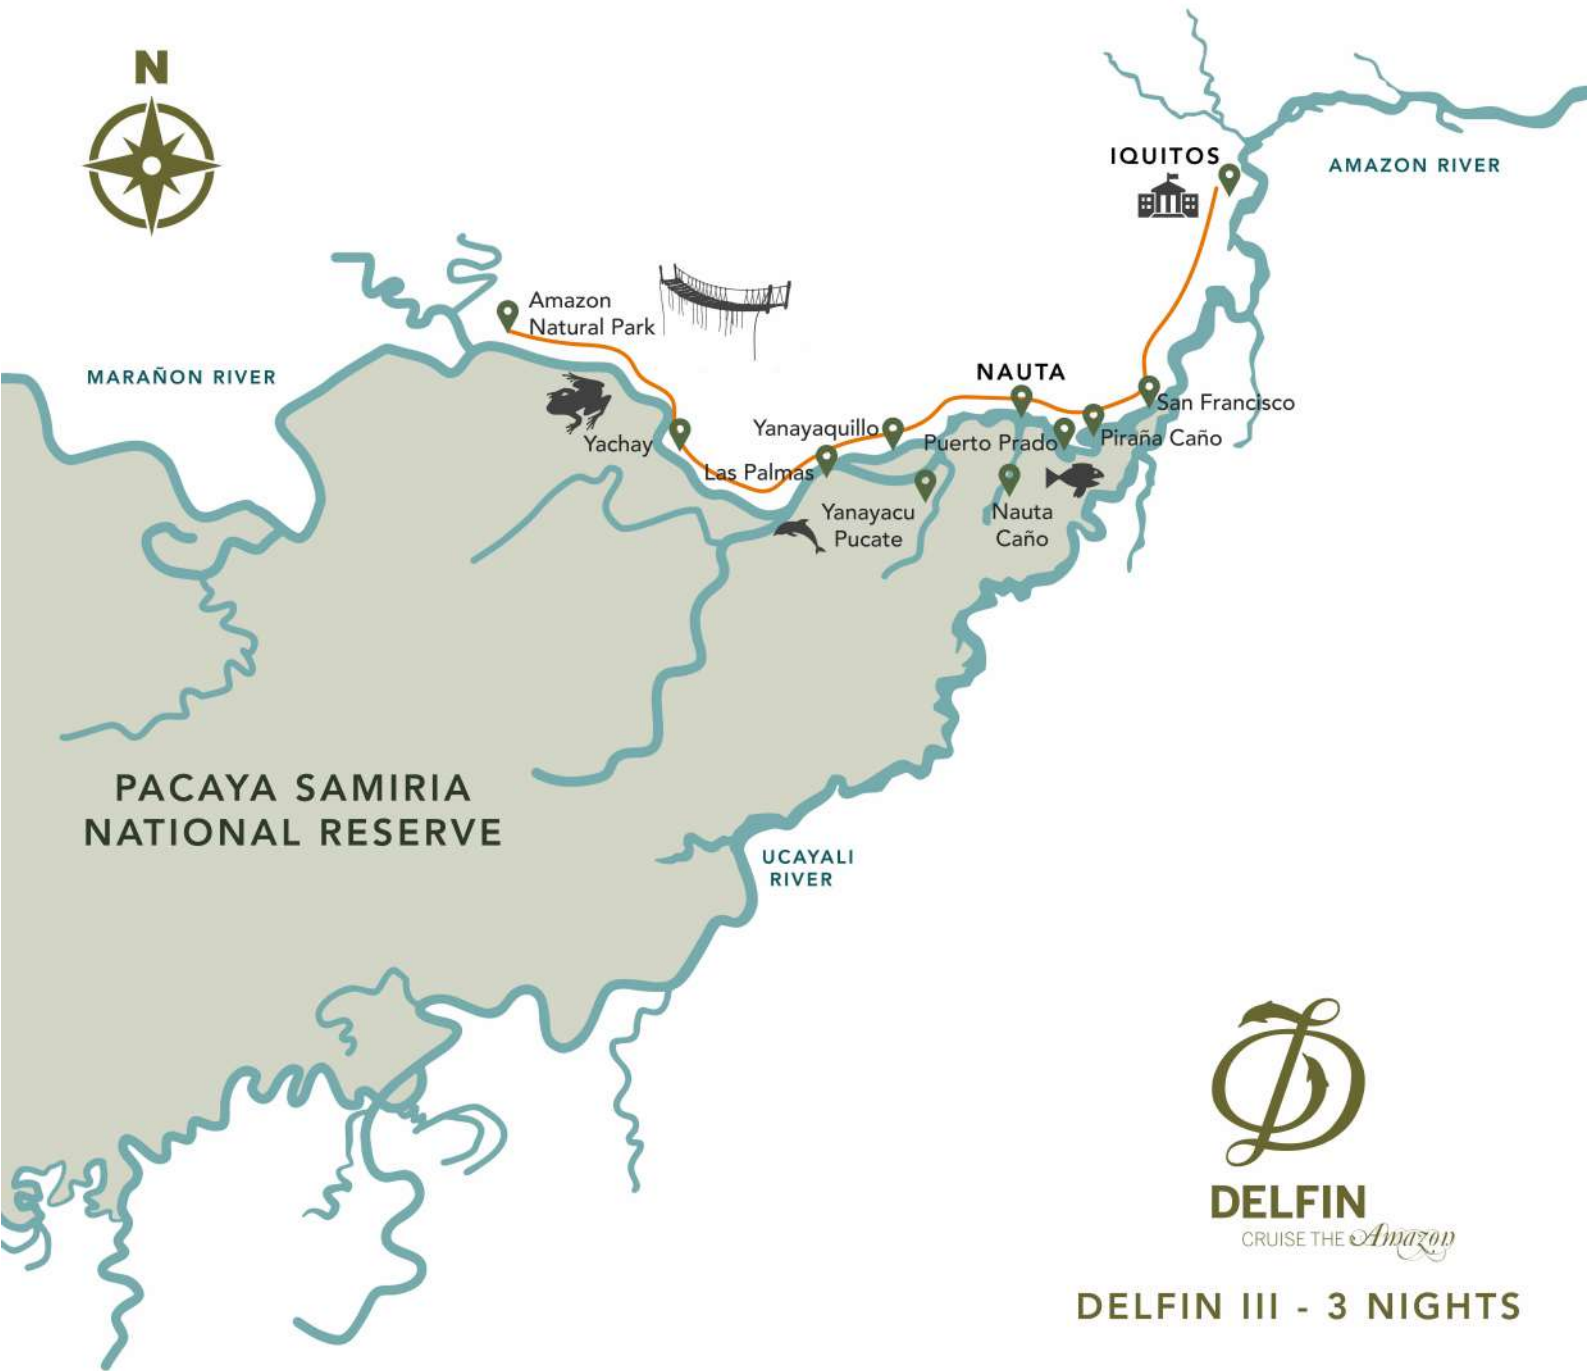 N
IQUITOS
AMAZON RIVER
Amazon
Natural Park
MARAÑON RIVER
NAUTA
San Francisco
Yanayaquillo
Puerto Prado
Piraña Caño
Yachay
Las Palmas
Yanayacu
Pucate
Nauta
Caño
PACAYA SAMIRIA
NATIONAL RESERVE
UCAYALI
RIVER
DELFIN
CRUISE THE Amazon
DELFIN III - 3 NIGHTS